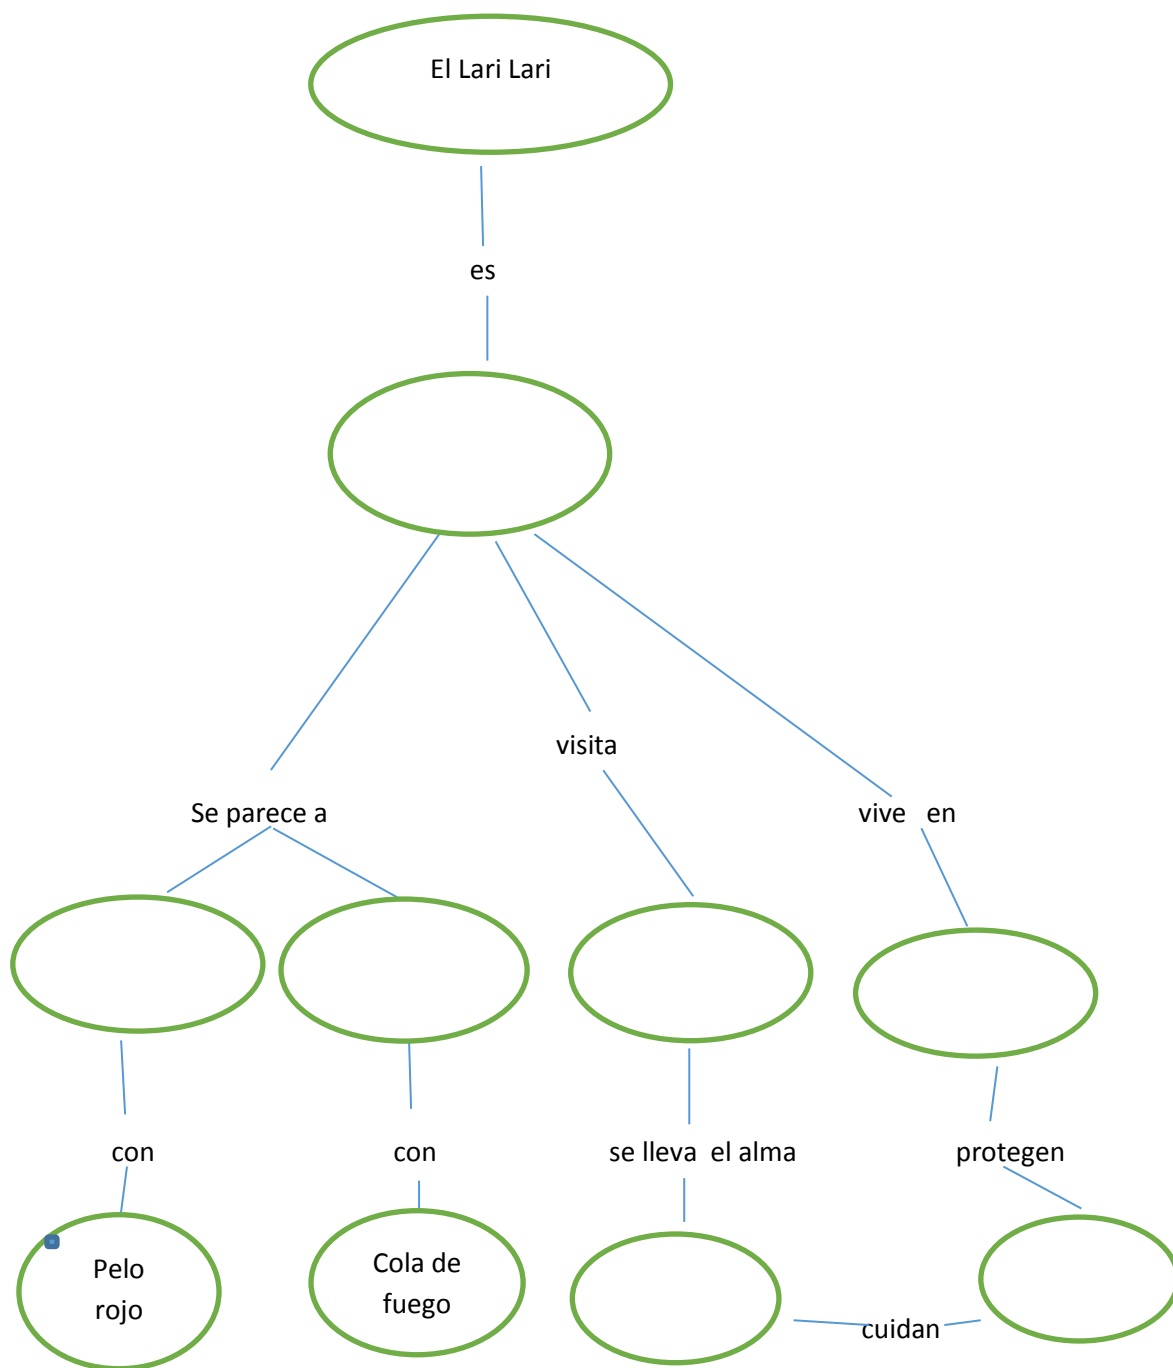 El Lari Lari
es
visita
Se parece a
vive en
con
con
se lleva el alma
protegen
Pelo
rojo
Cola de
fuego
cuidan